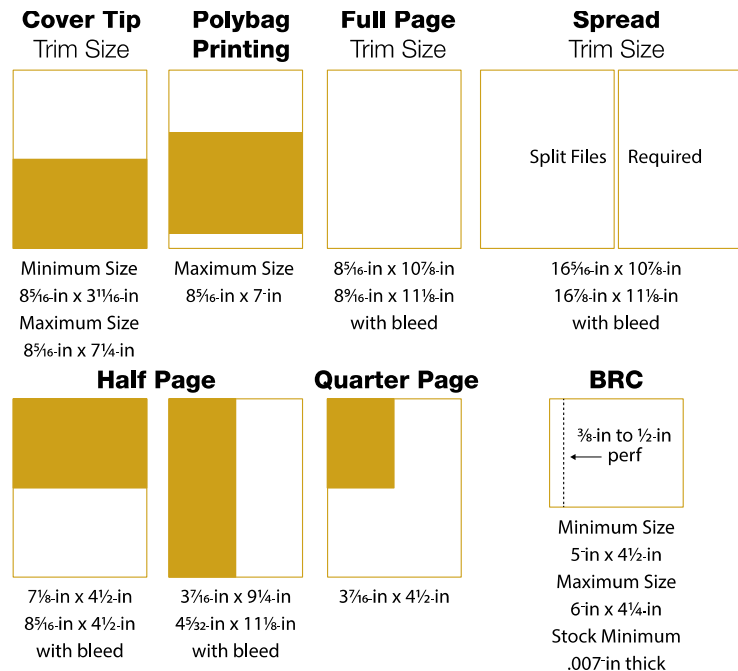 Cover Tip
Trim Size
Polybag
Printing
Full Page
Trim Size
Spread
Trim Size
Split Files
Required
Minimum Size
8⁵⁄₁₆-in x 3¹¹⁄₁₆-in
Maximum Size
8⁵⁄₁₆-in x 7¼-in
Maximum Size
8⁵⁄₁₆-in x 7-in
8⁵⁄₁₆-in x 10⅞-in
8⁹⁄₁₆-in x 11⅛-in
with bleed
16⁵⁄₁₆-in x 10⅞-in
16⅞-in x 11⅛-in
with bleed
Half Page
7⅛-in x 4½-in
8⁵⁄₁₆-in x 4½-in
with bleed
3⁷⁄₁₆-in x 9¼-in
4⁵⁄₃₂-in x 11⅛-in
with bleed
Quarter Page
3⁷⁄₁₆-in x 4½-in
BRC
⅜-in to ½-in
perf
Minimum Size
5-in x 4½-in
Maximum Size
6-in x 4¼-in
Stock Minimum
.007-in thick